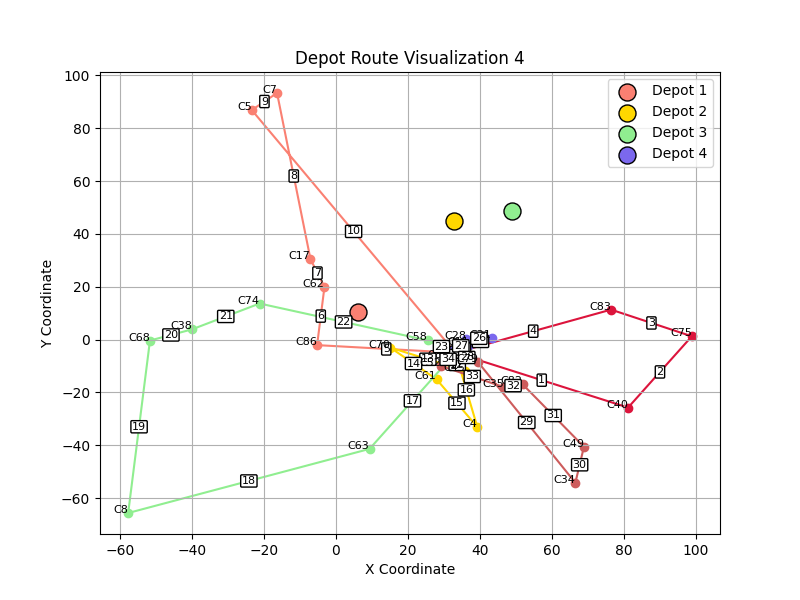 Depot Route Visualization 4
Depot 1
Depot 2
Depot 3
Depot 4
Y Coordinate
100
80
60
40
20
0
−20
−40
−60
−60
−40
−20
0
20
40
60
80
100
X Coordinate
C7
C5
9
8
10
C17
7
C62
C74
6
21
22
C38
20
C68
C86
C58
C28
C83
3
4
C75
26
23
27
5
14
34
33
C61
16
C35
32
1
2
C40
17
15
C4
29
31
19
C63
C49
30
C34
18
C8